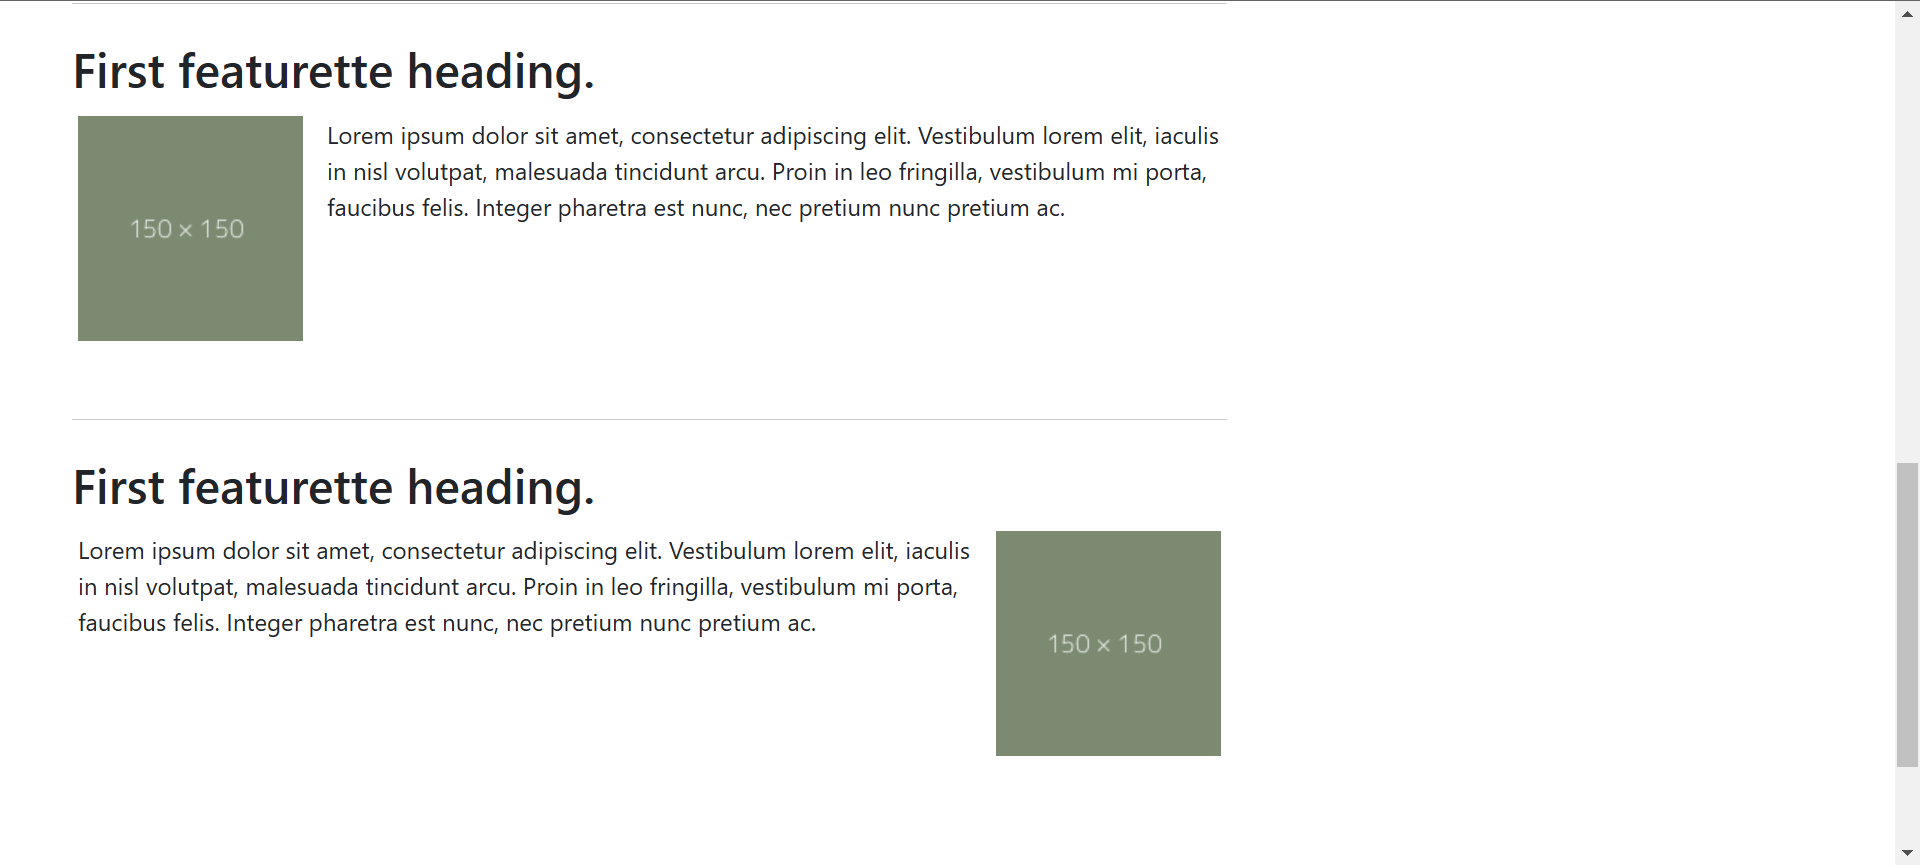 First featurette heading.
150 × 150
Lorem ipsum dolor sit amet, consectetur adipiscing elit. Vestibulum lorem elit, iaculis
in nisl volutpat, malesuada tincidunt arcu. Proin in leo fringilla, vestibulum mi porta,
faucibus felis. Integer pharetra est nunc, nec pretium nunc pretium ac.
First featurette heading.
Lorem ipsum dolor sit amet, consectetur adipiscing elit. Vestibulum lorem elit, iaculis
in nisl volutpat, malesuada tincidunt arcu. Proin in leo fringilla, vestibulum mi porta,
faucibus felis. Integer pharetra est nunc, nec pretium nunc pretium ac.
150 × 150